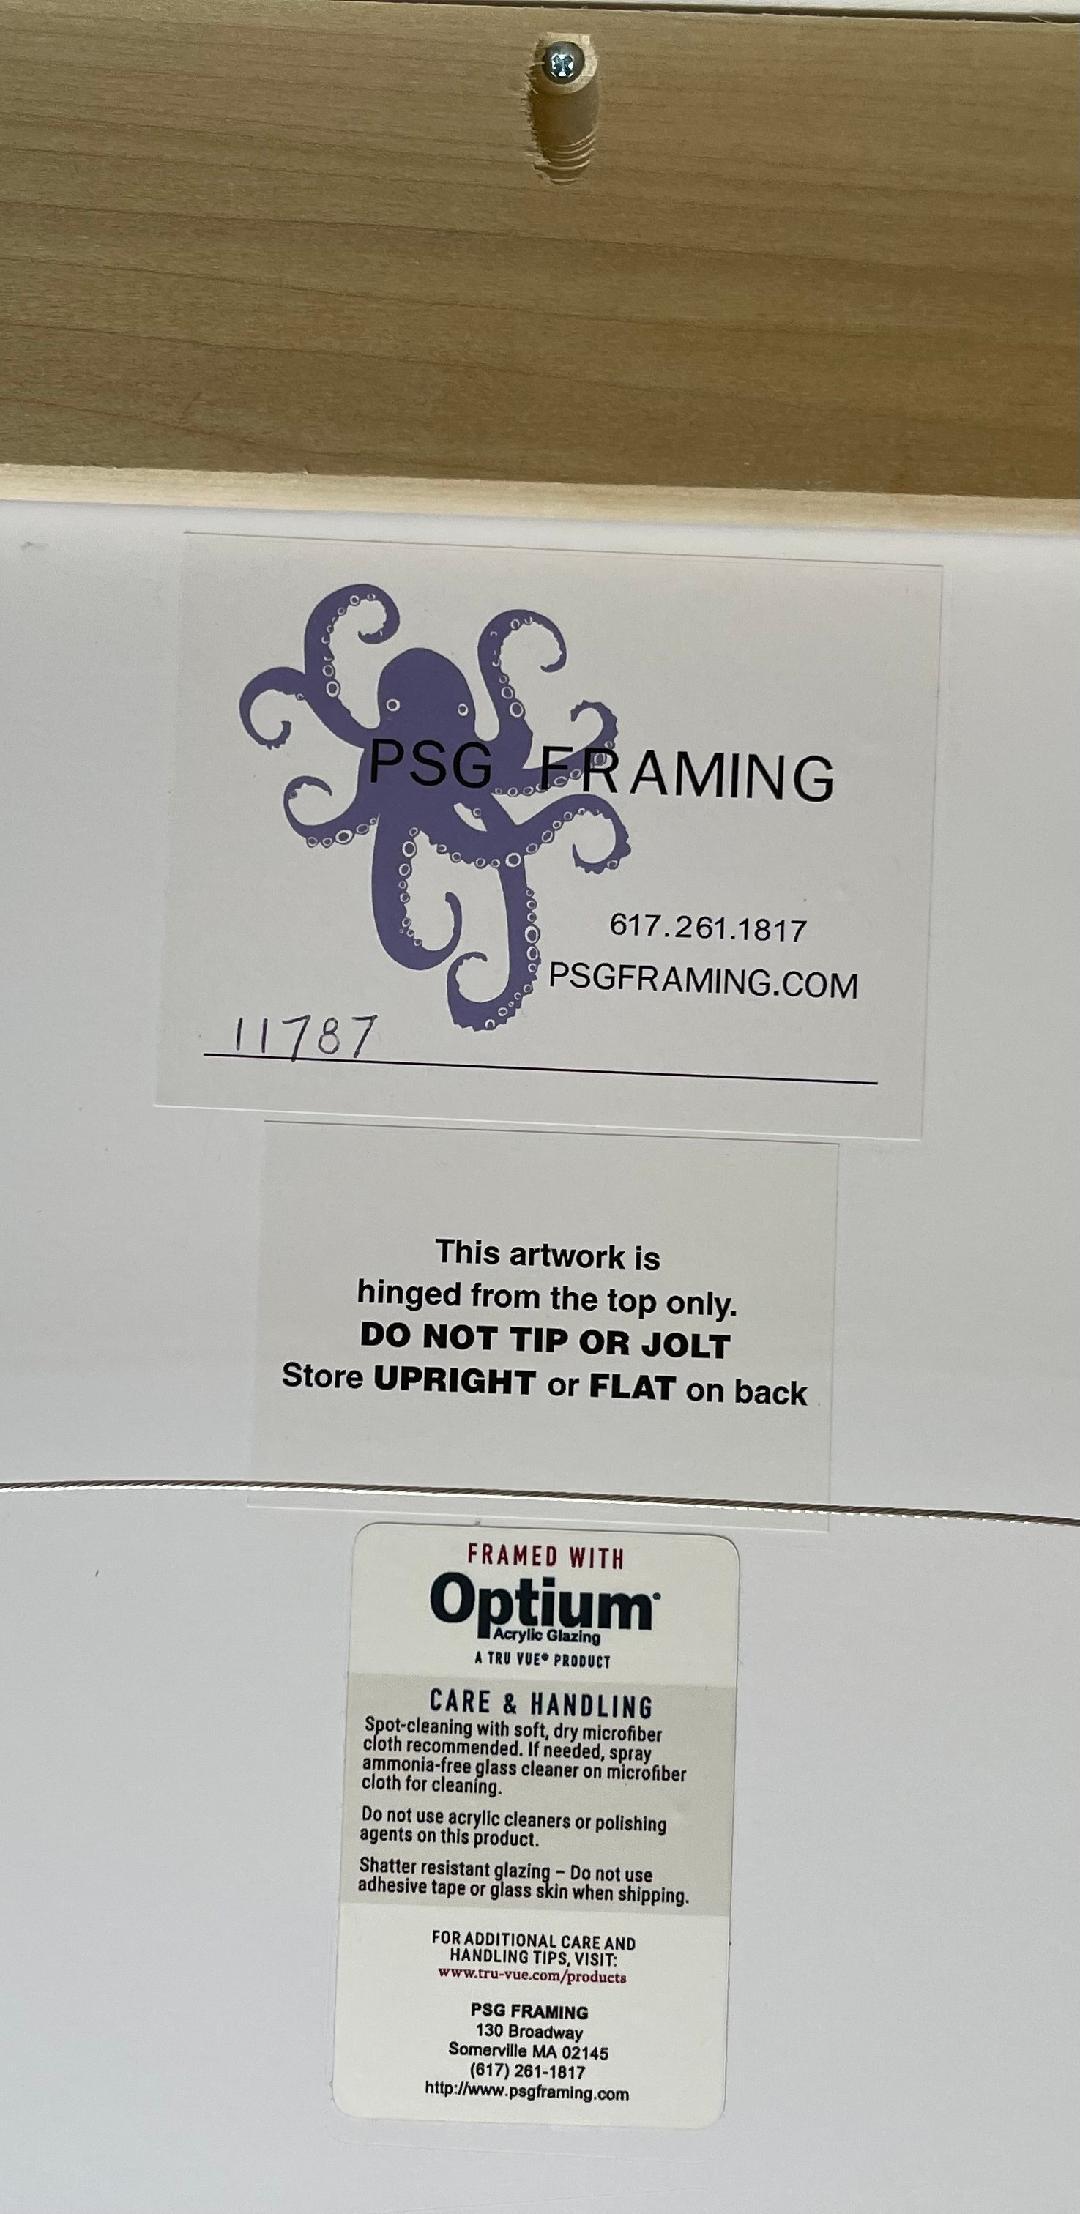 PSG FRAMING
617.261.1817
PSGFRAMING.COM
11787
This artwork is
hinged from the top only.
DO NOT TIP OR JOLT
Store UPRIGHT or FLAT on back
FRAMED WITH
Optium®
Acrylic Glazing
A TRU VUE® PRODUCT
CARE & HANDLING
Spot-cleaning with soft, dry microfiber
cloth recommended. If needed, spray
ammonia-free glass cleaner on microfiber
cloth for cleaning.
Do not use acrylic cleaners or polishing
agents on this product.
Shatter resistant glazing – Do not use
adhesive tape or glass skin when shipping.
FOR ADDITIONAL CARE AND
HANDLING TIPS, VISIT:
www.tru-vue.com/products
PSG FRAMING
130 Broadway
Somerville MA 02145
(617) 261-1817
http://www.psgframing.com